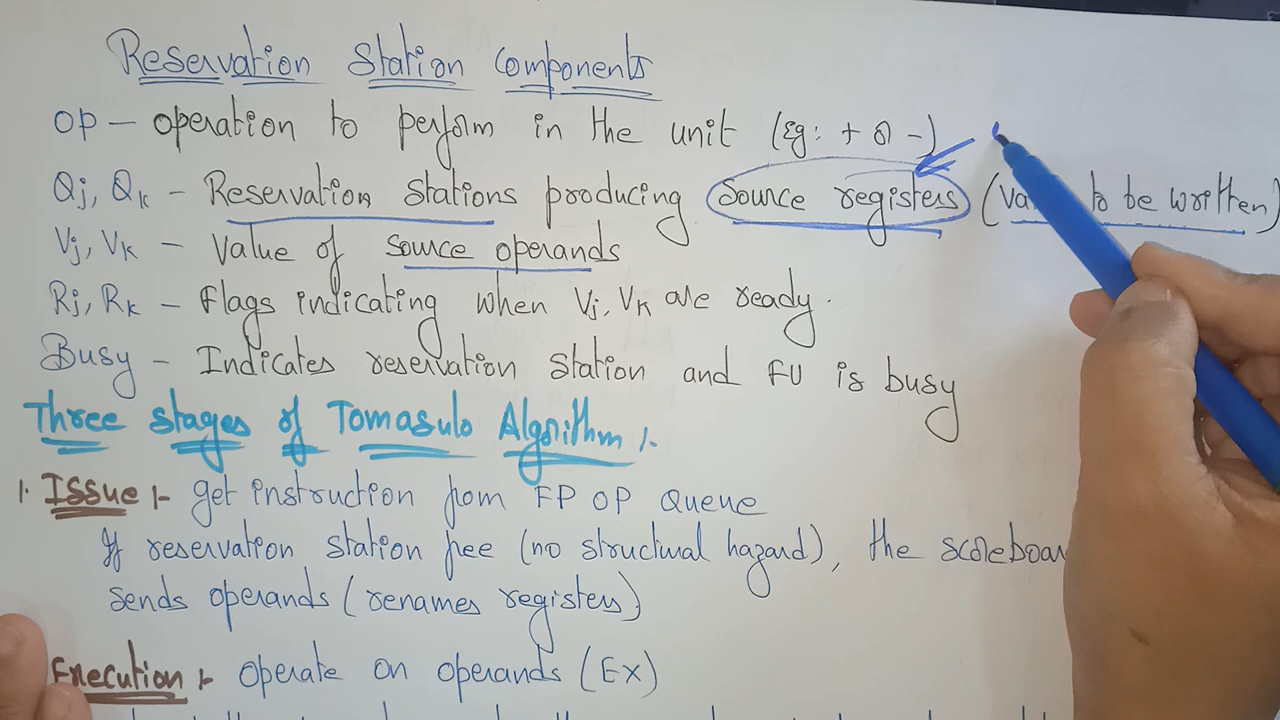 Reservation Station Components
OP – operation to perform in the unit (Eg: + or -)
Qj, Qk – Reservation stations producing source registers ( to be written)
Vj, Vk – Value of source operands
Rj, Rk – Flags indicating when Vj, Vk are ready.
Busy – Indicates reservation station and FU is busy
Three stages of Tomasulo Algorithm :-
1. Issue :- get instruction from FP OP Queue
If reservation station free (no structural hazard), the
sends operands (renames registers)
Execution :- operate on operands (EX)